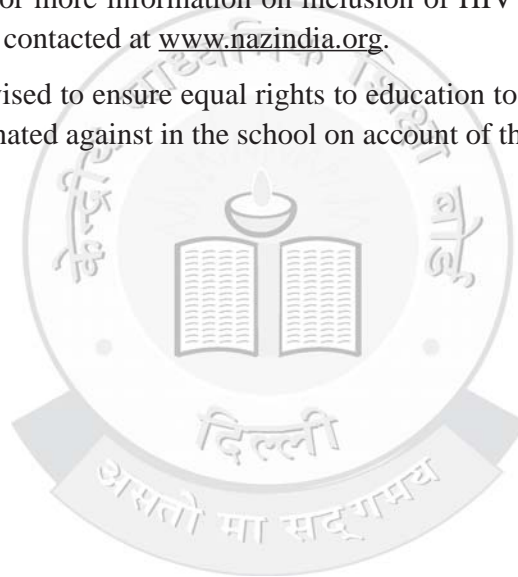 or more information on inclusion of HIV
contacted at www.nazindia.org.
ised to ensure equal rights to education to
nated against in the school on account of th
केन्द्रीय माध्यमिक शिक्षा बोर्ड
दिल्ली
असतो मा सद्गमय